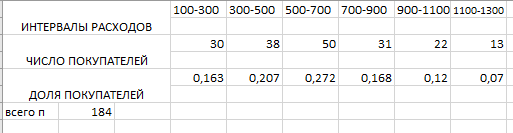 ИНТЕРВАЛЫ РАСХОДОВ 100-300 300-500 500-700 700-900 900-1100 1100-1300
ЧИСЛО ПОКУПАТЕЛЕЙ 30 38 50 31 22 13
ДОЛЯ ПОКУПАТЕЛЕЙ 0,163 0,207 0,272 0,168 0,12 0,07
всего n 184